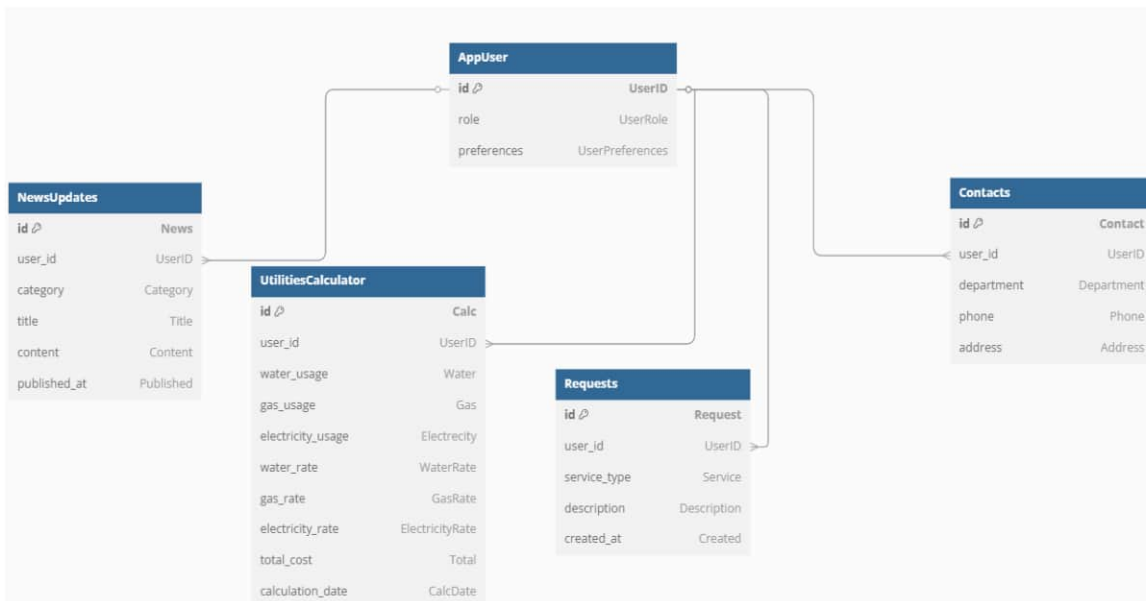 AppUser
id UserID
role UserRole
preferences UserPreferences
NewsUpdates
id News
user_id UserID
category Category
title Title
content Content
published_at Published
UtilitiesCalculator
id Calc
user_id UserID
water_usage Water
gas_usage Gas
electricity_usage Electrecity
water_rate WaterRate
gas_rate GasRate
electricity_rate ElectricityRate
total_cost Total
calculation_date CalcDate
Requests
id Request
user_id UserID
service_type Service
description Description
created_at Created
Contacts
id Contact
user_id UserID
department Department
phone Phone
address Address